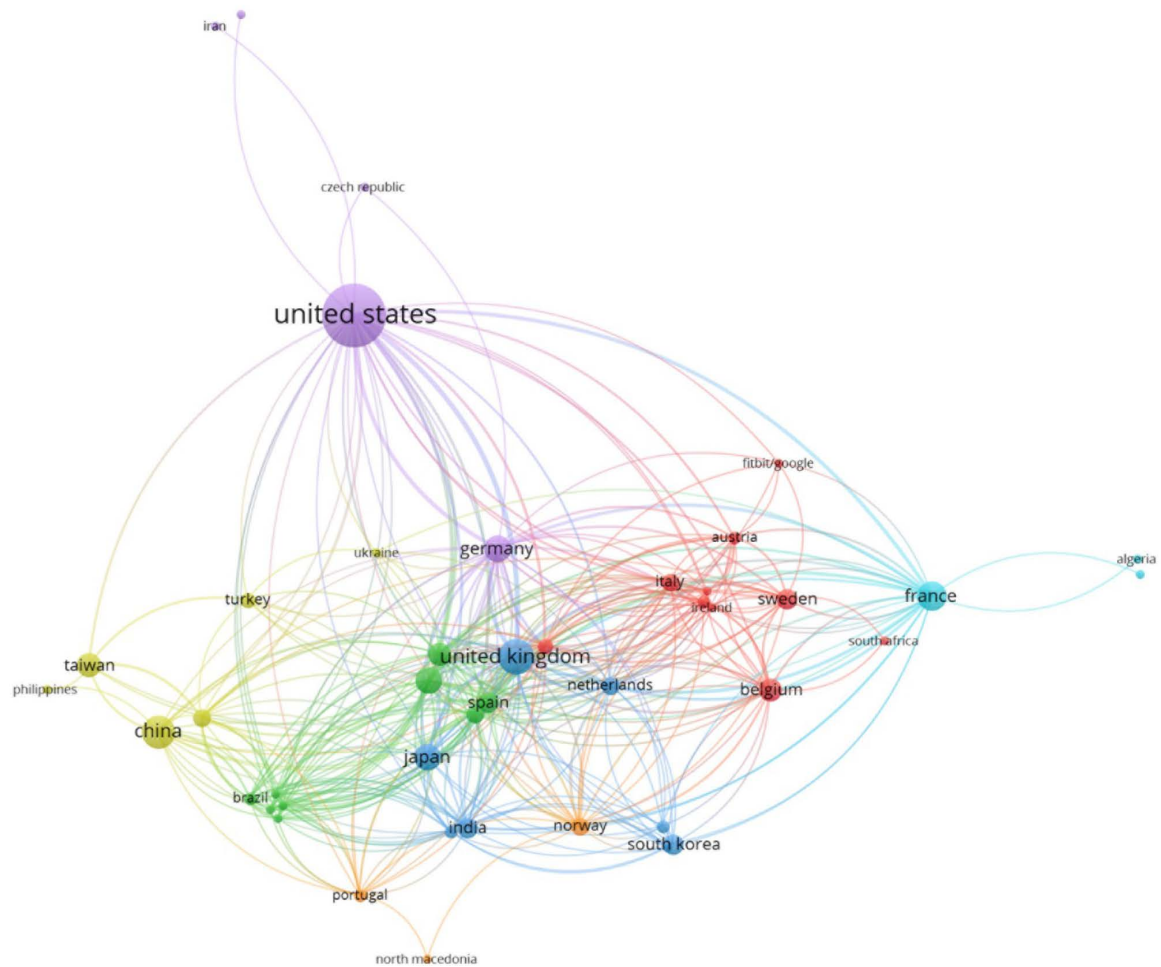 iran
czech republic
united states
fitbit/google
austria
germany
ukraine
algeria
italy
france
turkey
sweden
ireland
south africa
united kingdom
taiwan
netherlands
philippines
belgium
spain
china
japan
brazil
india
norway
south korea
portugal
north macedonia